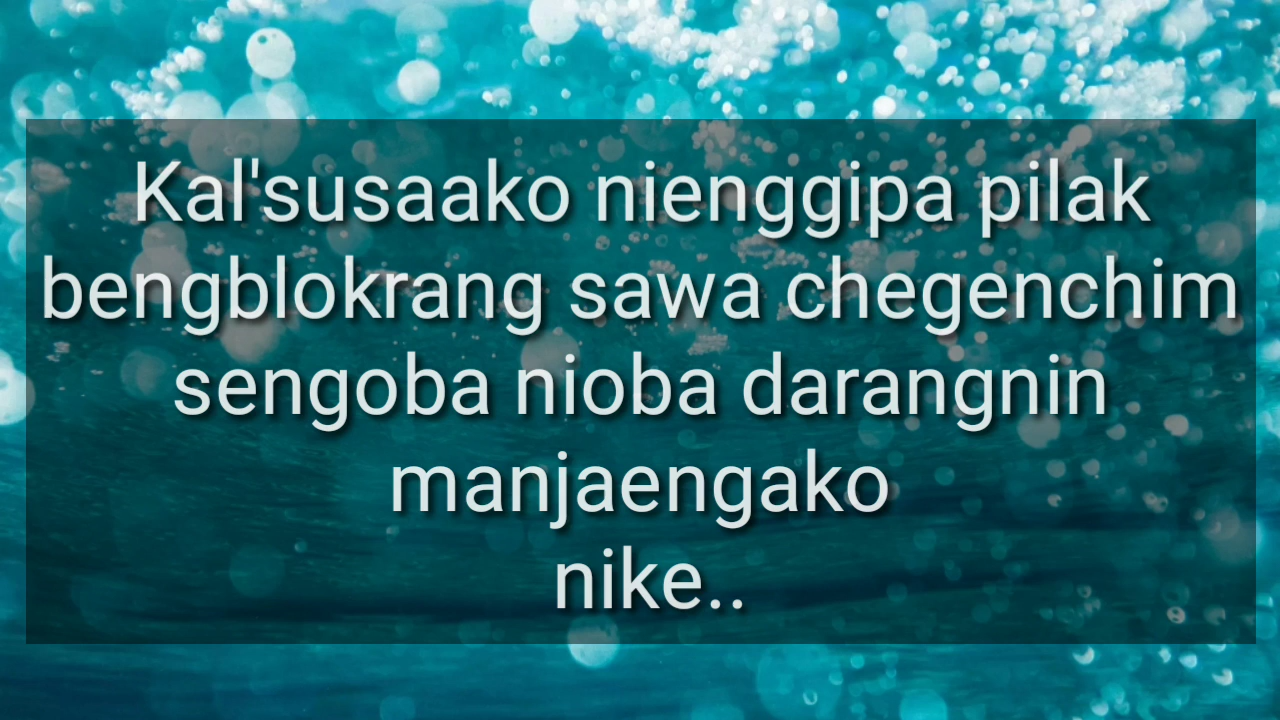 Kal'susaako nienggipa pilak
bengblokrang sawa chegenchim
sengoba nioba darangnin
manjaengako
nike..